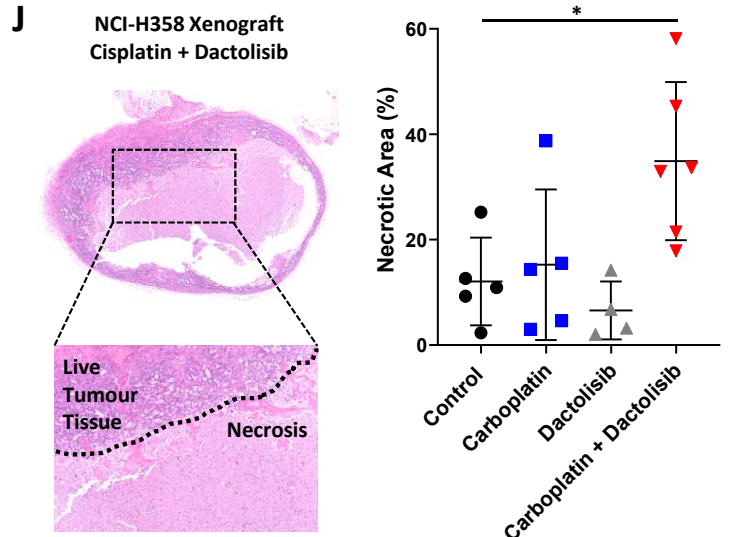 J
NCI-H358 Xenograft
Cisplatin + Dactolisib
Live
Tumour
Tissue
Necrosis
*
Necrotic Area (%)
60
40
20
0
Control
Carboplatin
Dactolisib
Carboplatin + Dactolisib